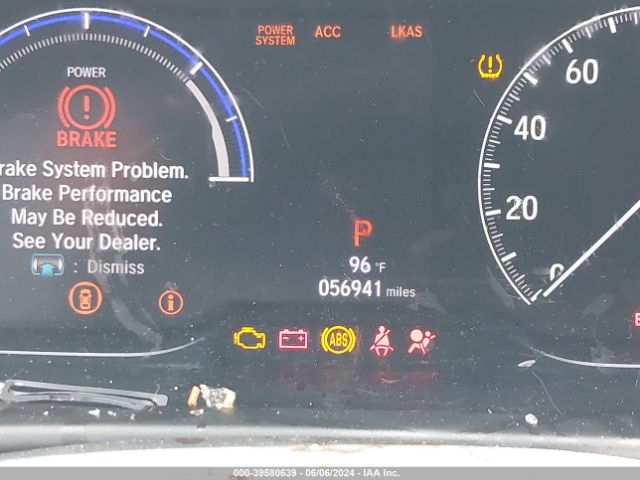 POWER
SYSTEM
ACC
LKAS
POWER
BRAKE
rake System Problem.
Brake Performance
May Be Reduced.
See Your Dealer.
: Dismiss
60
40
20
0
P
96 °F
056941 miles
ABS
000-39580639 - 06/06/2024 - IAA Inc.